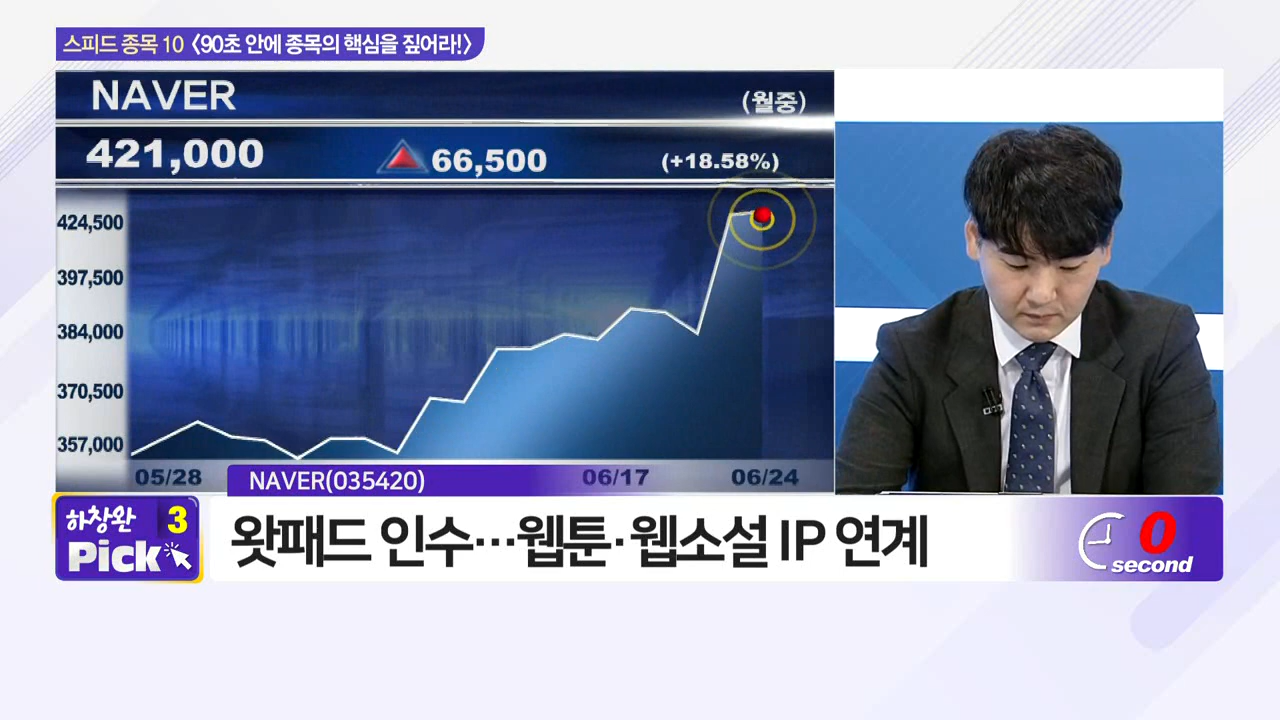 스피드 종목 10 〈90초 안에 종목의 핵심을 짚어라!〉
NAVER
(월중)
421,000 ▲ 66,500 (+18.58%)
424,500
397,500
384,000
370,500
357,000
05/28 06/17 06/24
NAVER(035420)
하창완 3
Pick
왓패드 인수…웹툰·웹소설 IP 연계
0
second